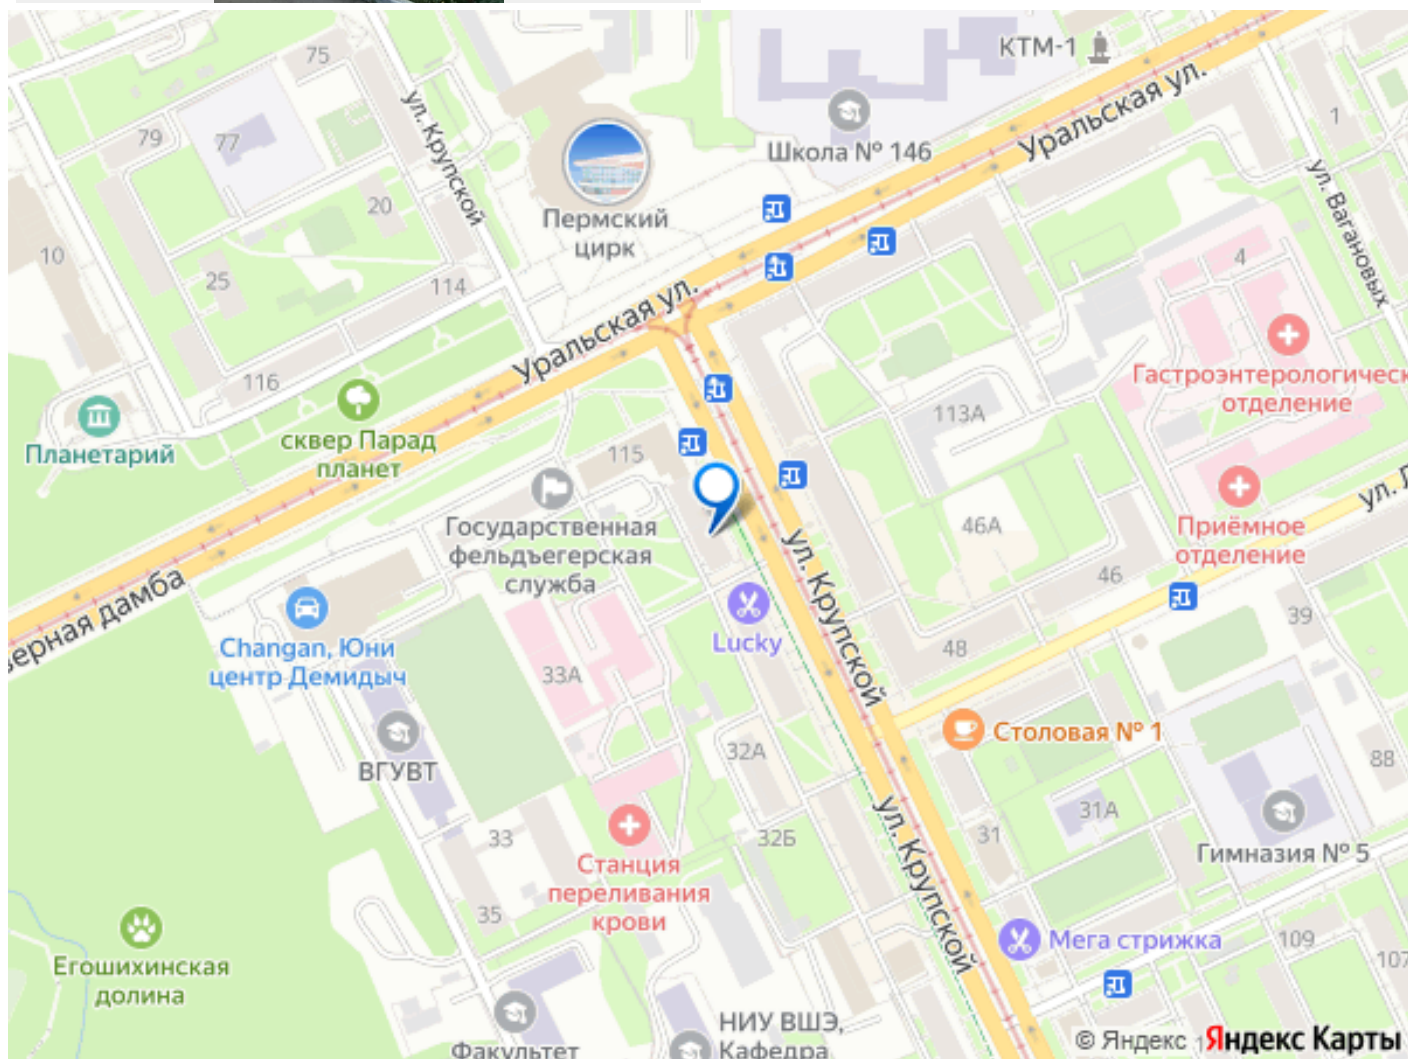 КТМ-1
75
ул. Крупской
Уральская ул.
1
79
77
Школа № 146
ул. Вагановых
20
Пермский
цирк
10
4
25
114
Уральская ул.
116
Гастроэнтерологическ
отделение
113А
Планетарий
сквер Парад
планет
115
ул. Л
Государственная
фельдъегерская
служба
46А
Приёмное
отделение
ул. Крупской
46
верная дамба
39
Lucky
Changan, Юни
центр Демидыч
48
33А
Столовая № 1
32А
8В
ВГУВТ
31А
ул. Крупской
33
32Б
31
Гимназия № 5
Станция
переливания
крови
35
Мега стрижка
109
107
Егошихинская
долина
НИУ ВШЭ,
Кафедра
Факультет
© Яндекс
Яндекс Карты